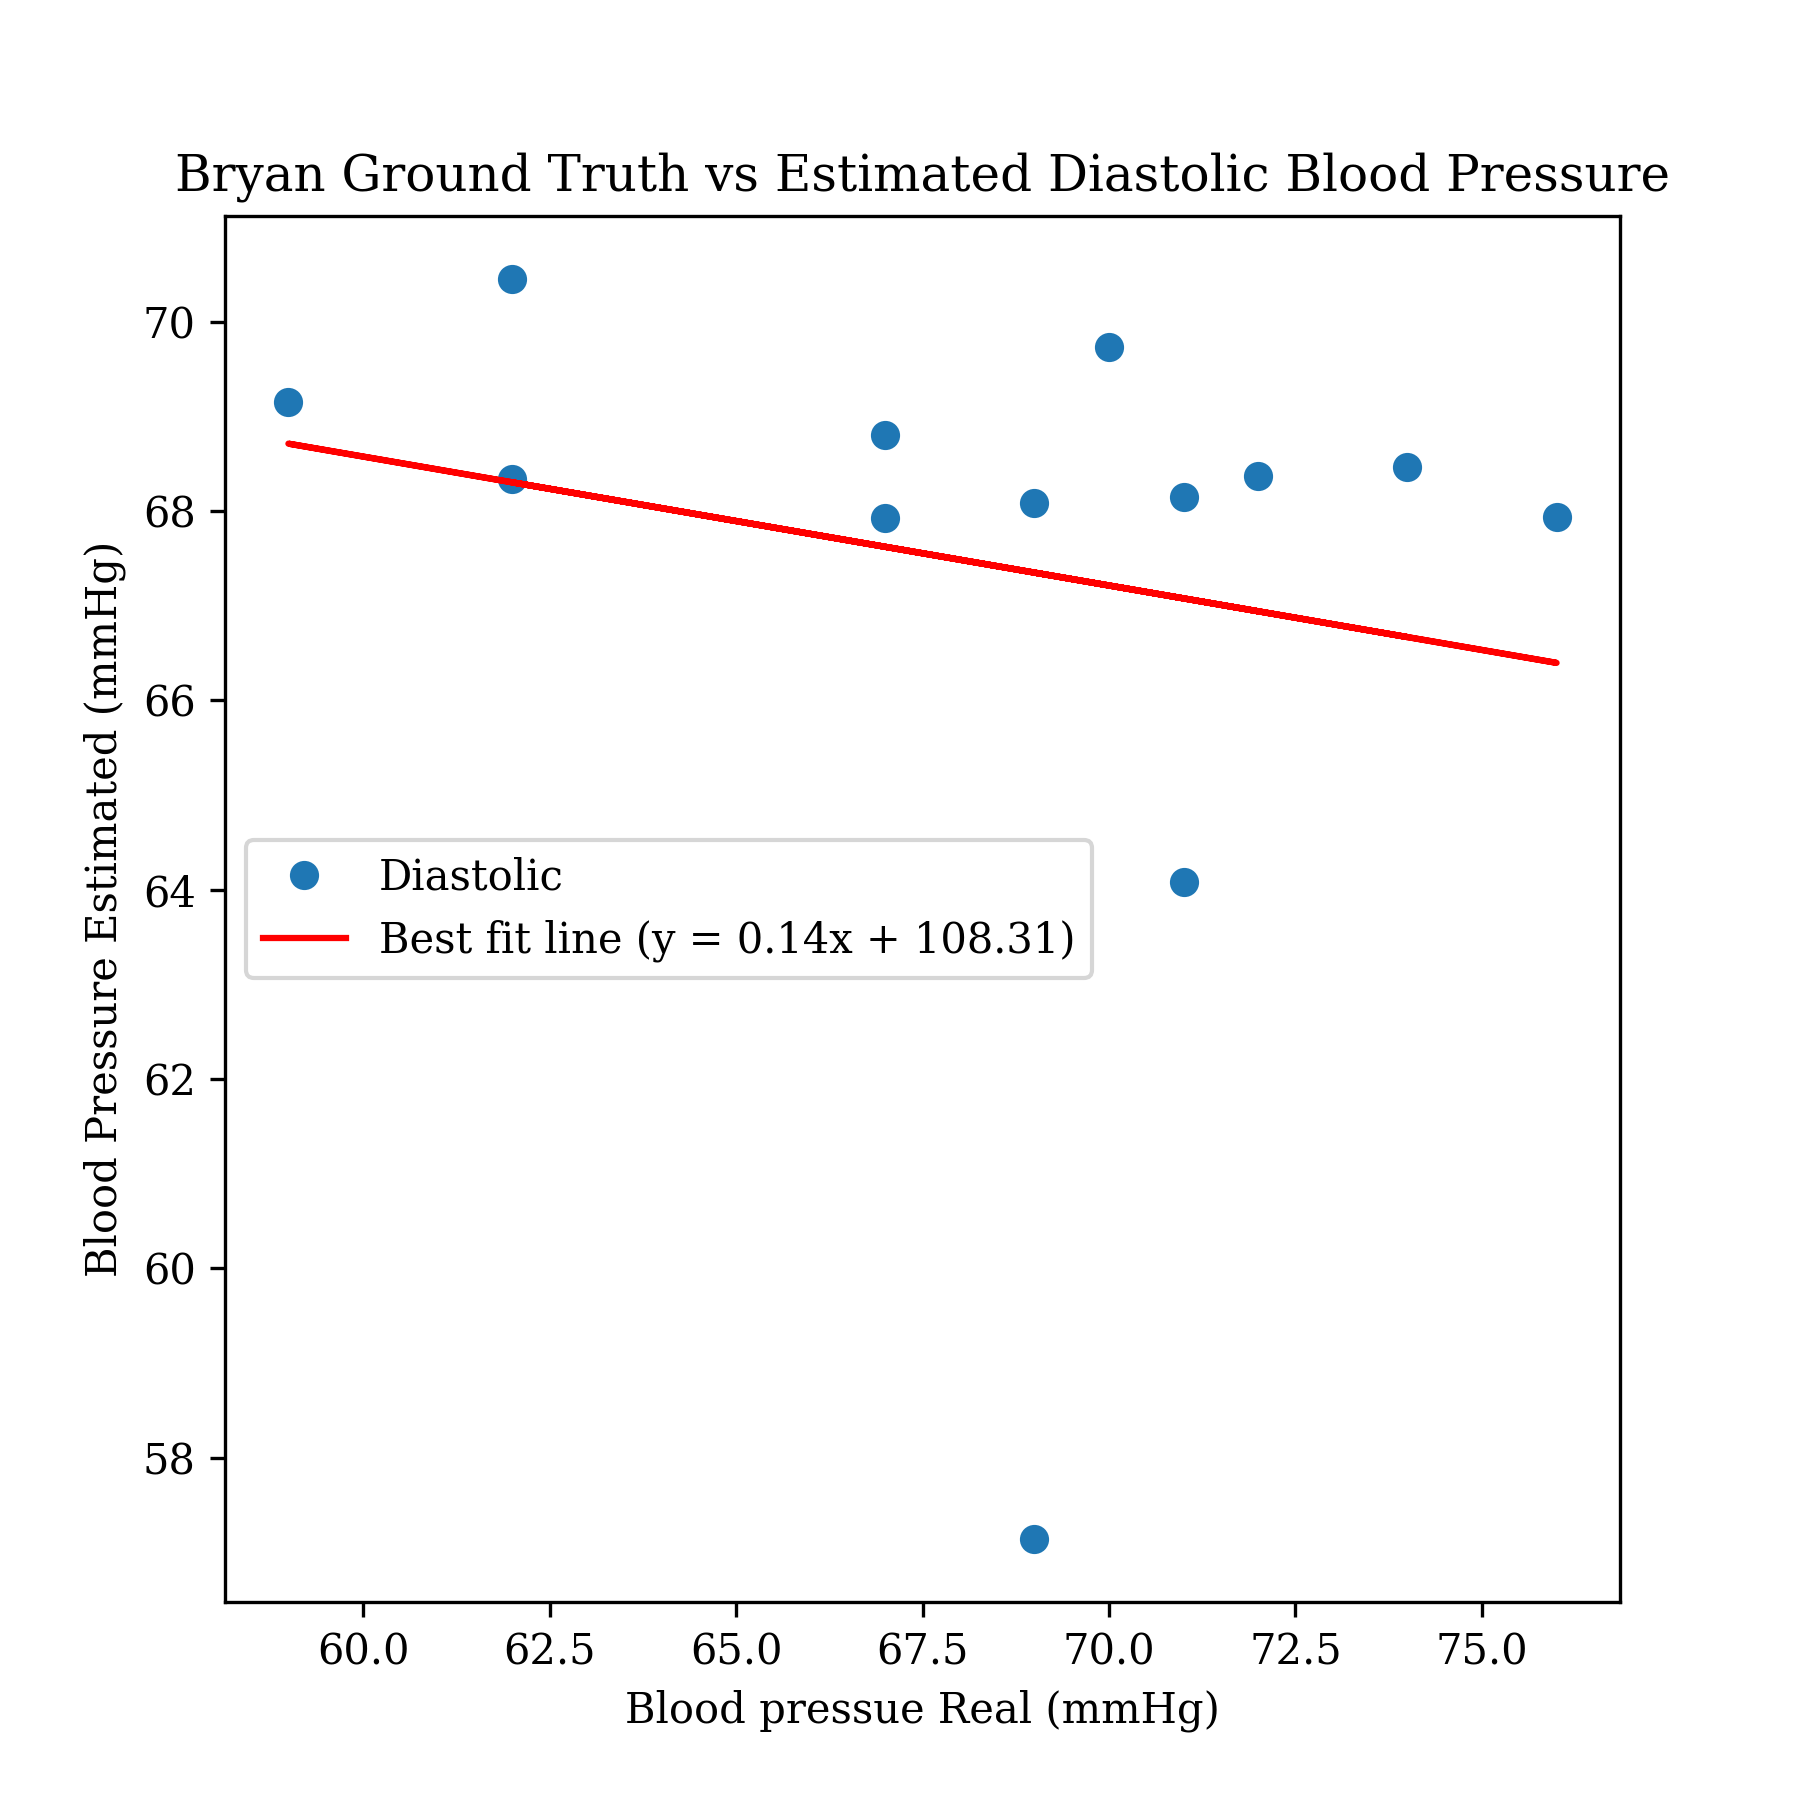 Bryan Ground Truth vs Estimated Diastolic Blood Pressure
Blood Pressure Estimated (mmHg)
70
68
66
64
62
60
58
Diastolic
Best fit line (y = 0.14x + 108.31)
60.0 62.5 65.0 67.5 70.0 72.5 75.0
Blood pressue Real (mmHg)